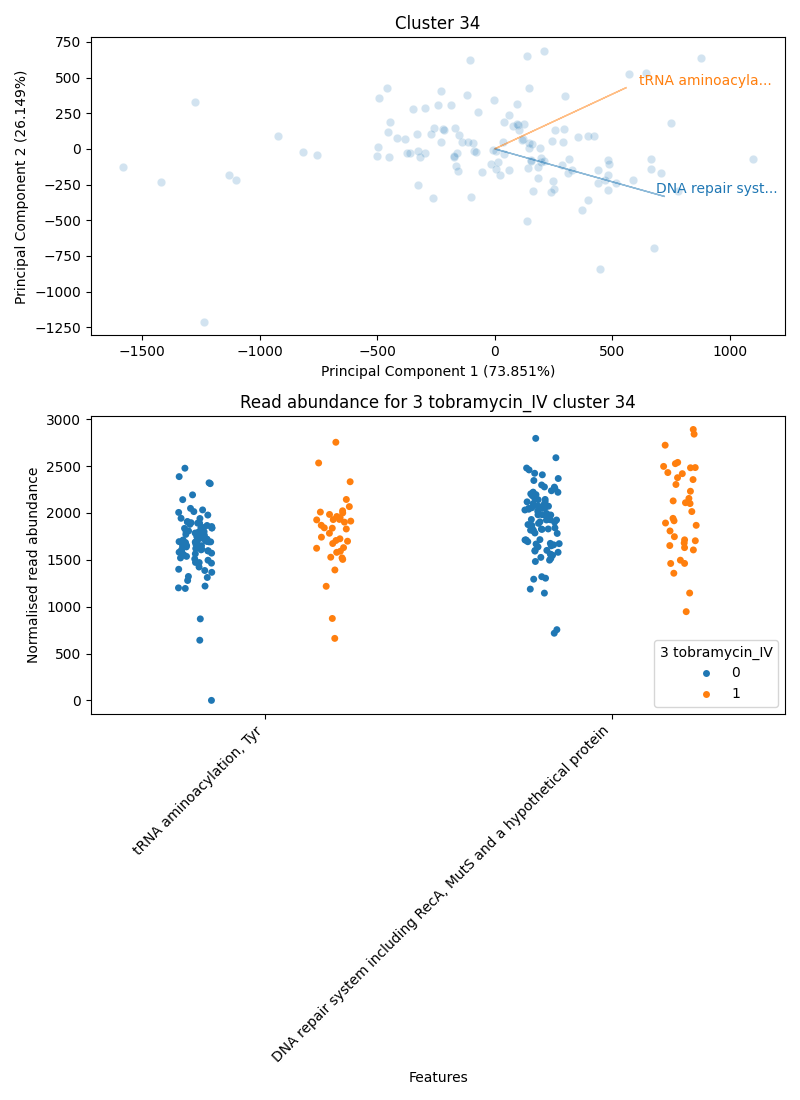 Cluster 34
750
500
250
0
−250
−500
−750
−1000
−1250
Principal Component 2 (26.149%)
tRNA aminoacyla...
DNA repair syst...
−1500 −1000 −500 0 500 1000
Principal Component 1 (73.851%)
Read abundance for 3 tobramycin_IV cluster 34
3000
2500
2000
1500
1000
500
0
Normalised read abundance
3 tobramycin_IV
0
1
tRNA aminoacylation, Tyr
DNA repair system including RecA, MutS and a hypothetical protein
Features